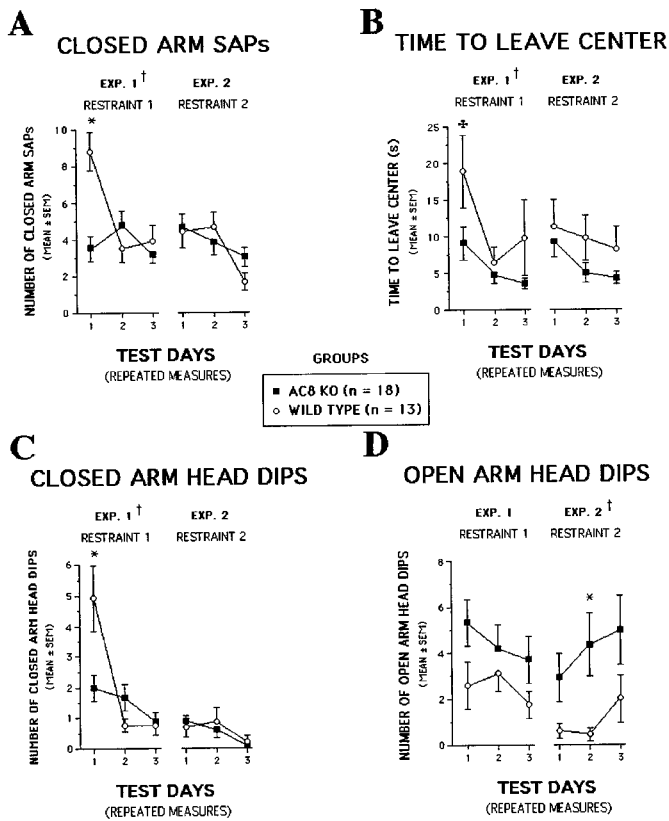 A
CLOSED ARM SAPs
EXP. 1†
EXP. 2
RESTRAINT 1
RESTRAINT 2
*
NUMBER OF CLOSED ARM SAPs
(MEAN ± SEM)
10
8
6
4
2
0
1 2 3
1 2 3
TEST DAYS
(REPEATED MEASURES)
B
TIME TO LEAVE CENTER
EXP. 1†
EXP. 2
RESTRAINT 1
RESTRAINT 2
TIME TO LEAVE CENTER (s)
(MEAN ± SEM)
25
20
15
10
5
0
1 2 3
1 2 3
TEST DAYS
(REPEATED MEASURES)
GROUPS
■ AC8 KO (n = 18)
○ WILD TYPE (n = 13)
C
CLOSED ARM HEAD DIPS
EXP. 1†
EXP. 2
RESTRAINT 1
RESTRAINT 2
*
NUMBER OF CLOSED ARM HEAD DIPS
(MEAN ± SEM)
6
5
4
3
2
1
0
1 2 3
1 2 3
TEST DAYS
(REPEATED MEASURES)
D
OPEN ARM HEAD DIPS
EXP. 1
EXP. 2†
RESTRAINT 1
RESTRAINT 2
*
NUMBER OF OPEN ARM HEAD DIPS
(MEAN ± SEM)
8
6
4
2
0
1 2 3
1 2 3
TEST DAYS
(REPEATED MEASURES)